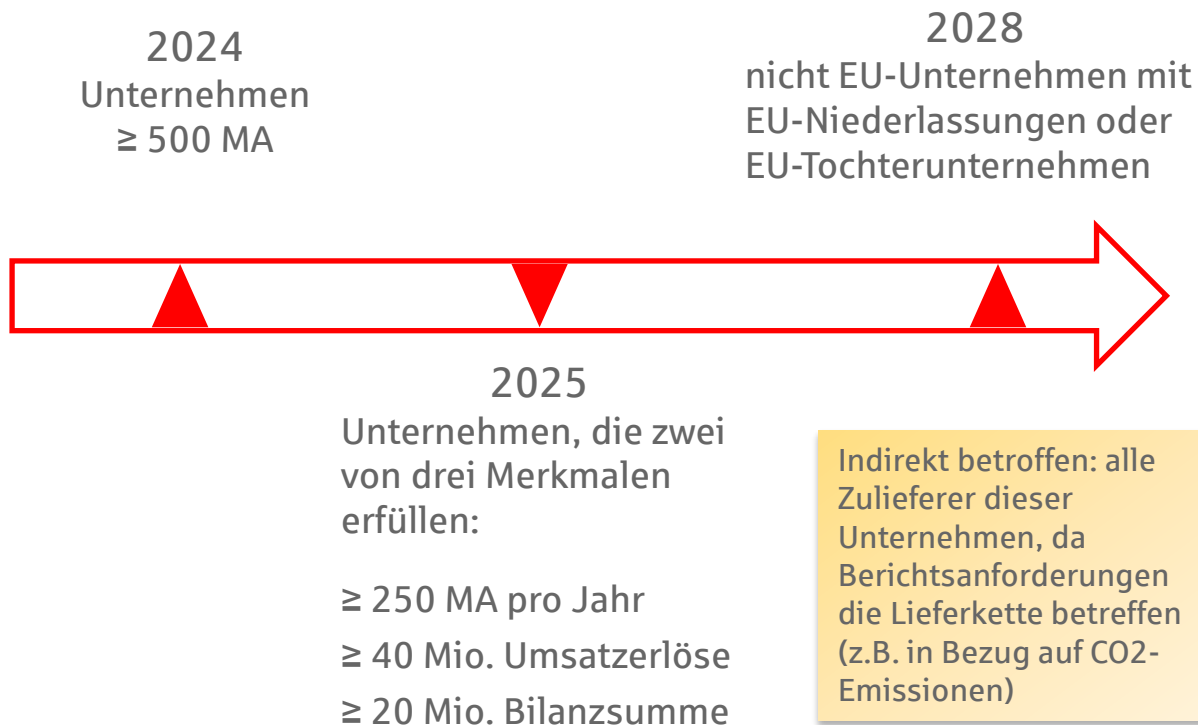 2024
Unternehmen
≥ 500 MA
2028
nicht EU-Unternehmen mit
EU-Niederlassungen oder
EU-Tochterunternehmen
2025
Unternehmen, die zwei
von drei Merkmalen
erfüllen:
≥ 250 MA pro Jahr
≥ 40 Mio. Umsatzerlöse
≥ 20 Mio. Bilanzsumme
Indirekt betroffen: alle
Zulieferer dieser
Unternehmen, da
Berichtsanforderungen
die Lieferkette betreffen
(z.B. in Bezug auf CO2-
Emissionen)